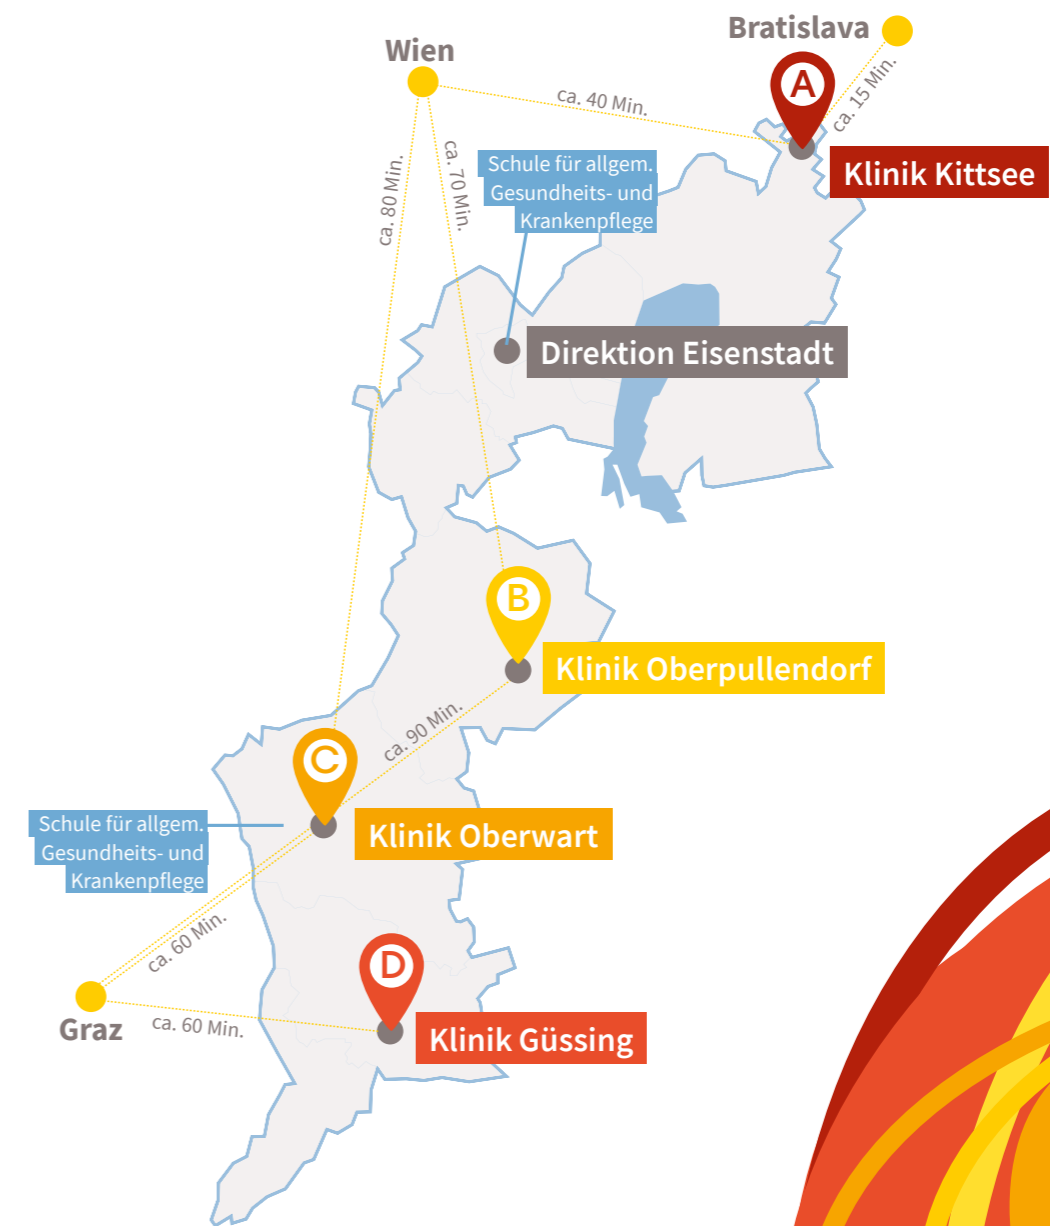 Bratislava
Wien
A
ca. 40 Min.
ca. 15 Min.
Klinik Kittsee
ca. 80 Min.
ca. 70 Min.
Schule für allgem.
Gesundheits- und
Krankenpflege
Direktion Eisenstadt
B
Klinik Oberpullendorf
ca. 90 Min.
C
Klinik Oberwart
Schule für allgem.
Gesundheits- und
Krankenpflege
ca. 60 Min.
D
Graz
ca. 60 Min.
Klinik Güssing